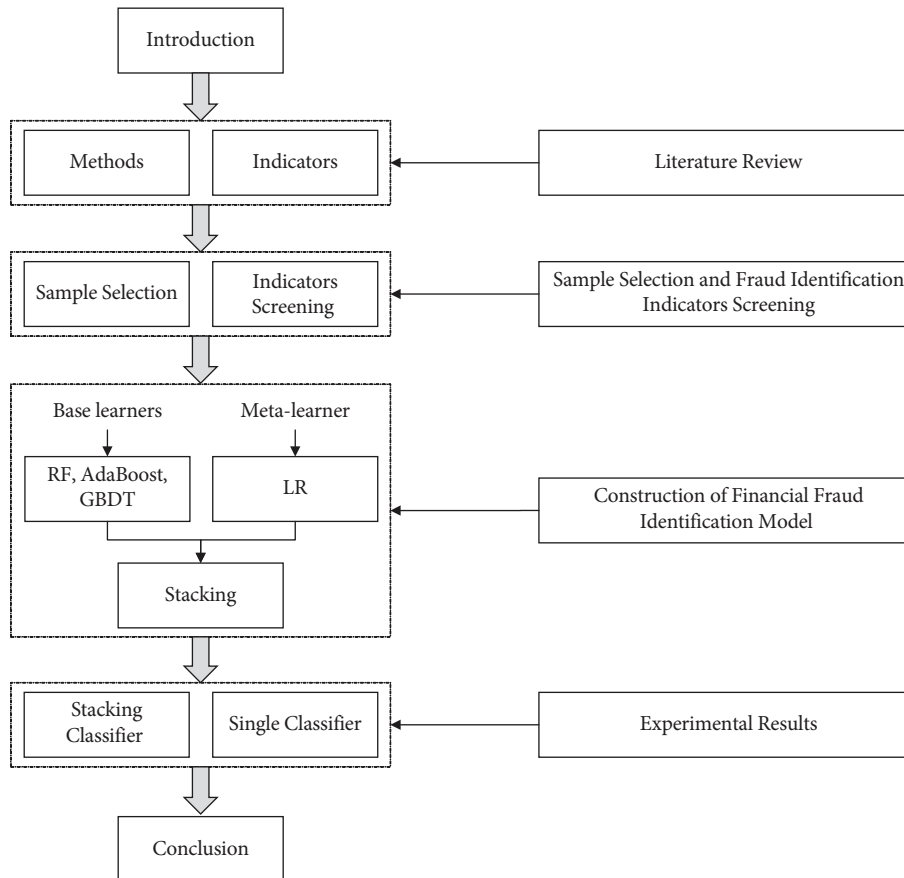 Introduction
Methods
Indicators
Literature Review
Sample Selection
Indicators
Screening
Sample Selection and Fraud Identification
Indicators Screening
Base learners
Meta-learner
RF, AdaBoost,
GBDT
LR
Construction of Financial Fraud
Identification Model
Stacking
Stacking
Classifier
Single Classifier
Experimental Results
Conclusion